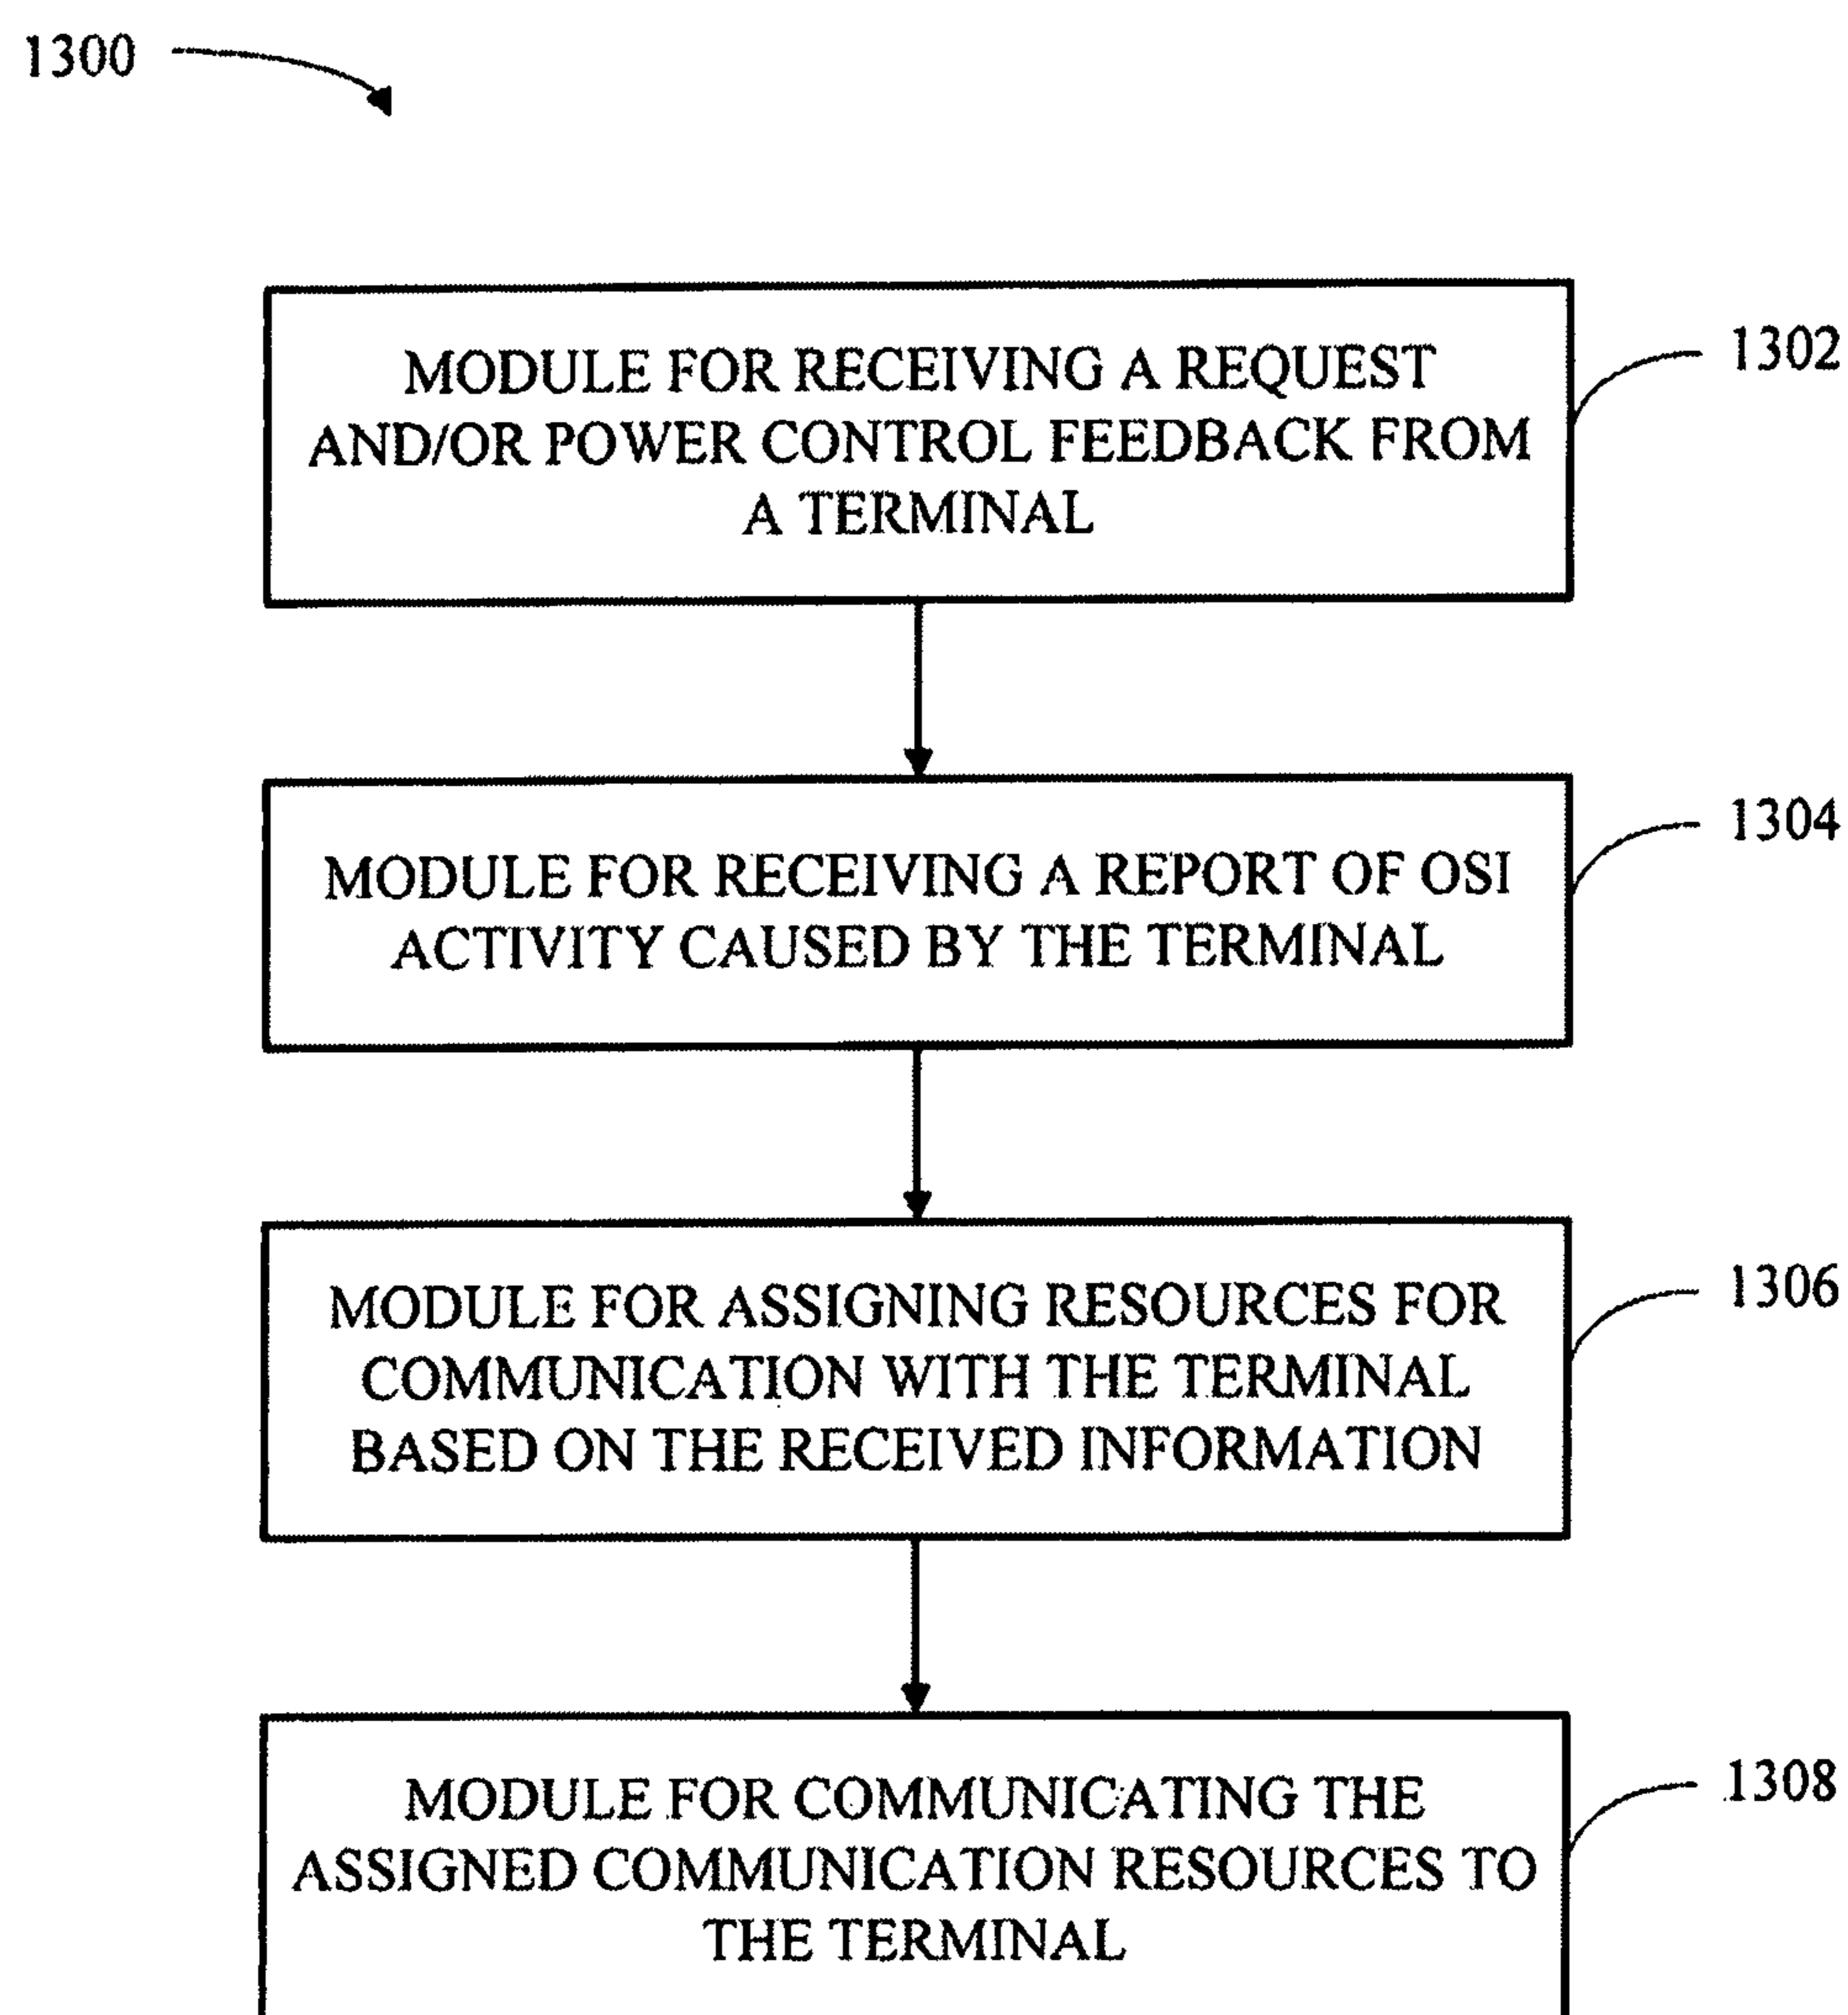 1300
MODULE FOR RECEIVING A REQUEST
AND/OR POWER CONTROL FEEDBACK FROM
A TERMINAL
1302
MODULE FOR RECEIVING A REPORT OF OSI
ACTIVITY CAUSED BY THE TERMINAL
1304
MODULE FOR ASSIGNING RESOURCES FOR
COMMUNICATION WITH THE TERMINAL
BASED ON THE RECEIVED INFORMATION
1306
MODULE FOR COMMUNICATING THE
ASSIGNED COMMUNICATION RESOURCES TO
THE TERMINAL
1308